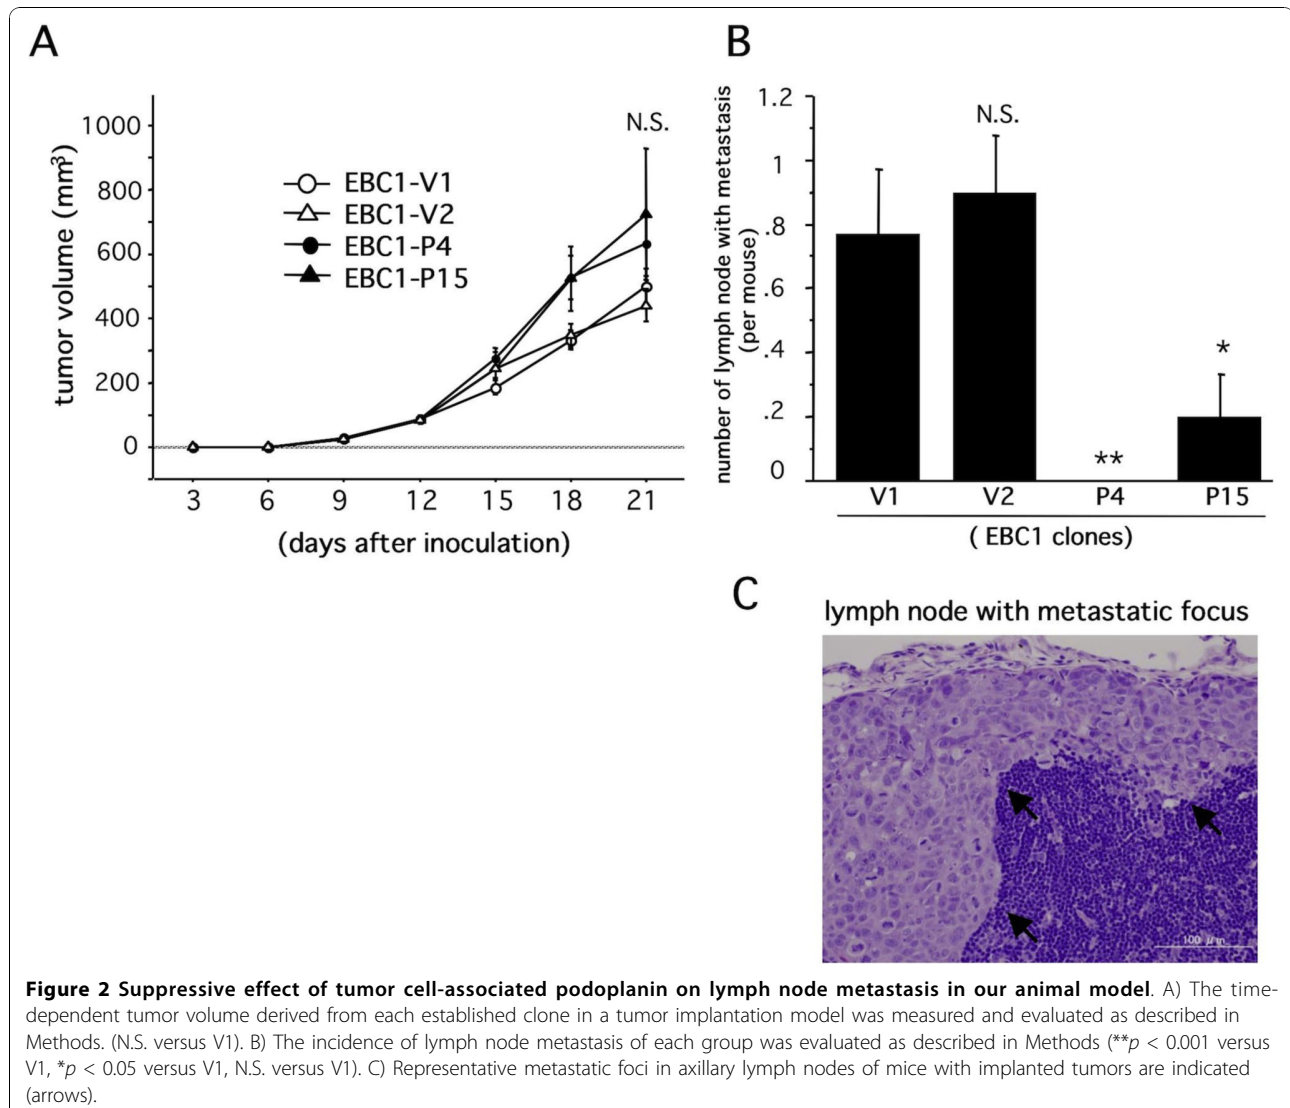 A
tumor volume (mm³)
1000
800
600
400
200
0
N.S.
EBC1-V1
EBC1-V2
EBC1-P4
EBC1-P15
3 6 9 12 15 18 21
(days after inoculation)
B
number of lymph node with metastasis
(per mouse)
1.2
1
.8
.6
.4
.2
0
N.S.
**
*
V1 V2 P4 P15
( EBC1 clones)
C
lymph node with metastatic focus
100 μm
Figure 2 Suppressive effect of tumor cell-associated podoplanin on lymph node metastasis in our animal model. A) The time-
dependent tumor volume derived from each established clone in a tumor implantation model was measured and evaluated as described in
Methods. (N.S. versus V1). B) The incidence of lymph node metastasis of each group was evaluated as described in Methods (**p < 0.001 versus
V1, *p < 0.05 versus V1, N.S. versus V1). C) Representative metastatic foci in axillary lymph nodes of mice with implanted tumors are indicated
(arrows).